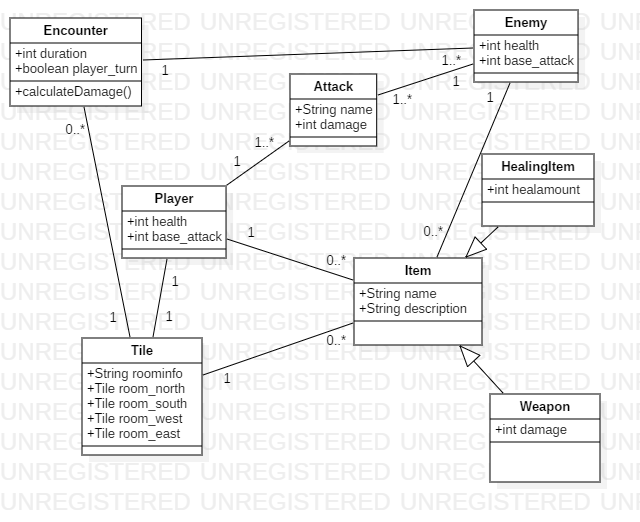 Encounter
+int duration
+boolean player_turn
+calculateDamage()
Enemy
+int health
+int base_attack
1
1..*
1
1..*
Attack
+String name
+int damage
1..*
1
1
0..*
Player
+int health
+int base_attack
HealingItem
+int healamount
1
0..*
0..*
Item
+String name
+String description
1
1
1
0..*
1
Tile
+String roominfo
+Tile room_north
+Tile room_south
+Tile room_west
+Tile room_east
Weapon
+int damage
UNREGISTERED UNREGISTERED UNREGISTERED